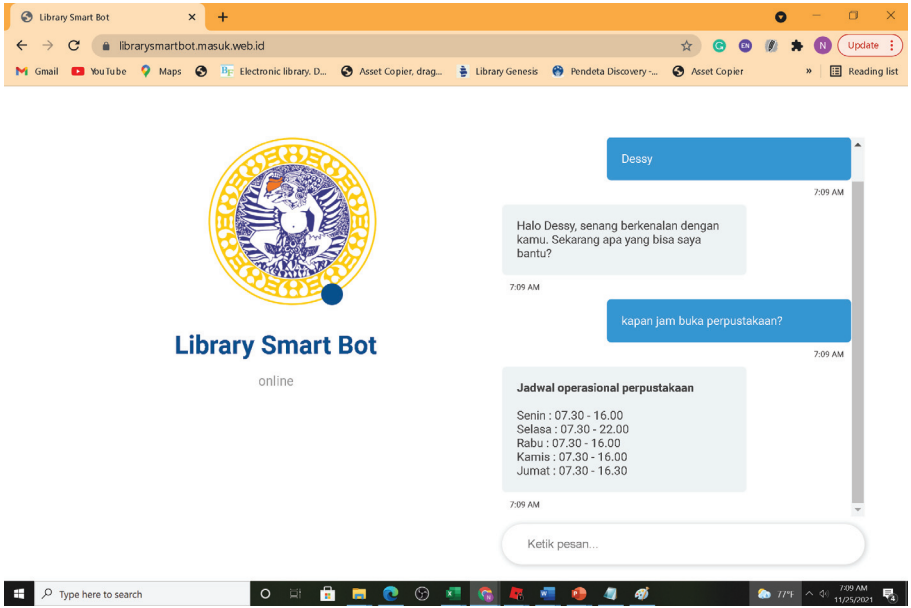 Library Smart Bot
librarysmartbot.masuk.web.id
G
EN
N
Update
Gmail
YouTube
Maps
BF
Electronic library. D...
Asset Copier, drag...
Library Genesis
Pendeta Discovery -...
Asset Copier
»
Reading list
Library Smart Bot
online
Dessy
7:09 AM
Halo Dessy, senang berkenalan dengan
kamu. Sekarang apa yang bisa saya
bantu?
7:09 AM
kapan jam buka perpustakaan?
7:09 AM
Jadwal operasional perpustakaan
Senin : 07.30 - 16.00
Selasa : 07.30 - 22.00
Rabu : 07.30 - 16.00
Kamis : 07.30 - 16.00
Jumat : 07.30 - 16.30
7:09 AM
Ketik pesan...
Type here to search
77°F
7:09 AM
11/25/2021
4